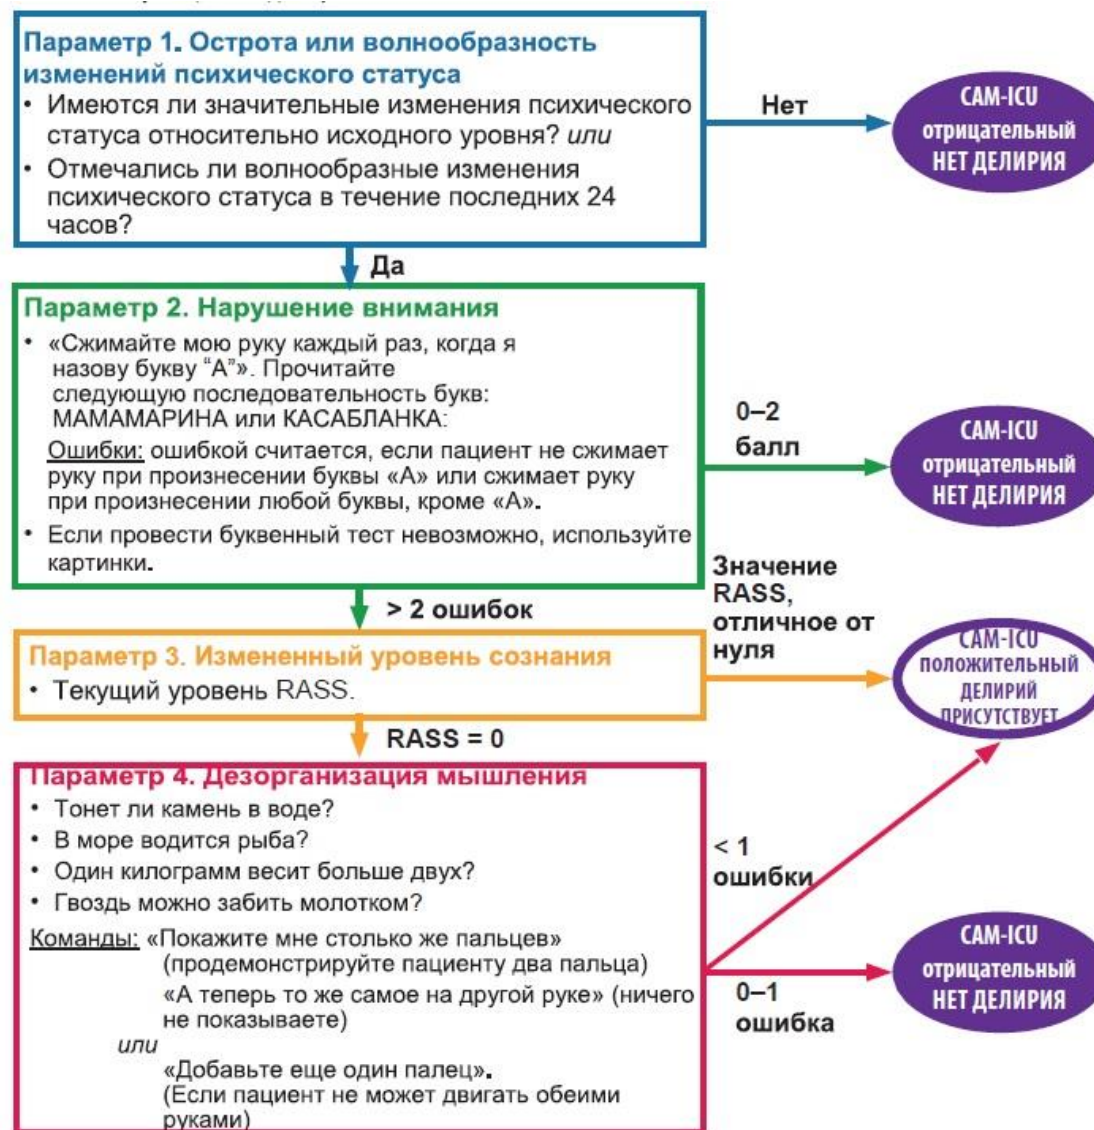 Параметр 1. Острота или волнообразность
изменений психического статуса
• Имеются ли значительные изменения психического
статуса относительно исходного уровня? или
• Отмечались ли волнообразные изменения
психического статуса в течение последних 24
часов?
Нет
CAM-ICU
отрицательный
НЕТ ДЕЛИРИЯ
Да
Параметр 2. Нарушение внимания
• «Сжимайте мою руку каждый раз, когда я
назову букву “А”». Прочитайте
следующую последовательность букв:
МАМАМАРИНА или КАСАБЛАНКА:
Ошибки: ошибкой считается, если пациент не сжимает
руку при произнесении буквы «А» или сжимает руку
при произнесении любой буквы, кроме «А».
• Если провести буквенный тест невозможно, используйте
картинки.
0–2
балл
CAM-ICU
отрицательный
НЕТ ДЕЛИРИЯ
> 2 ошибок
Параметр 3. Измененный уровень сознания
• Текущий уровень RASS.
Значение
RASS,
отличное от
нуля
CAM-ICU
положительный
ДЕЛИРИЙ
ПРИСУТСТВУЕТ
RASS = 0
Параметр 4. Дезорганизация мышления
• Тонет ли камень в воде?
• В море водится рыба?
• Один килограмм весит больше двух?
• Гвоздь можно забить молотком?
Команды: «Покажите мне столько же пальцев»
(продемонстрируйте пациенту два пальца)
«А теперь то же самое на другой руке» (ничего
не показываете)
или
«Добавьте еще один палец».
(Если пациент не может двигать обеими
руками)
< 1
ошибки
0–1
ошибка
CAM-ICU
отрицательный
НЕТ ДЕЛИРИЯ